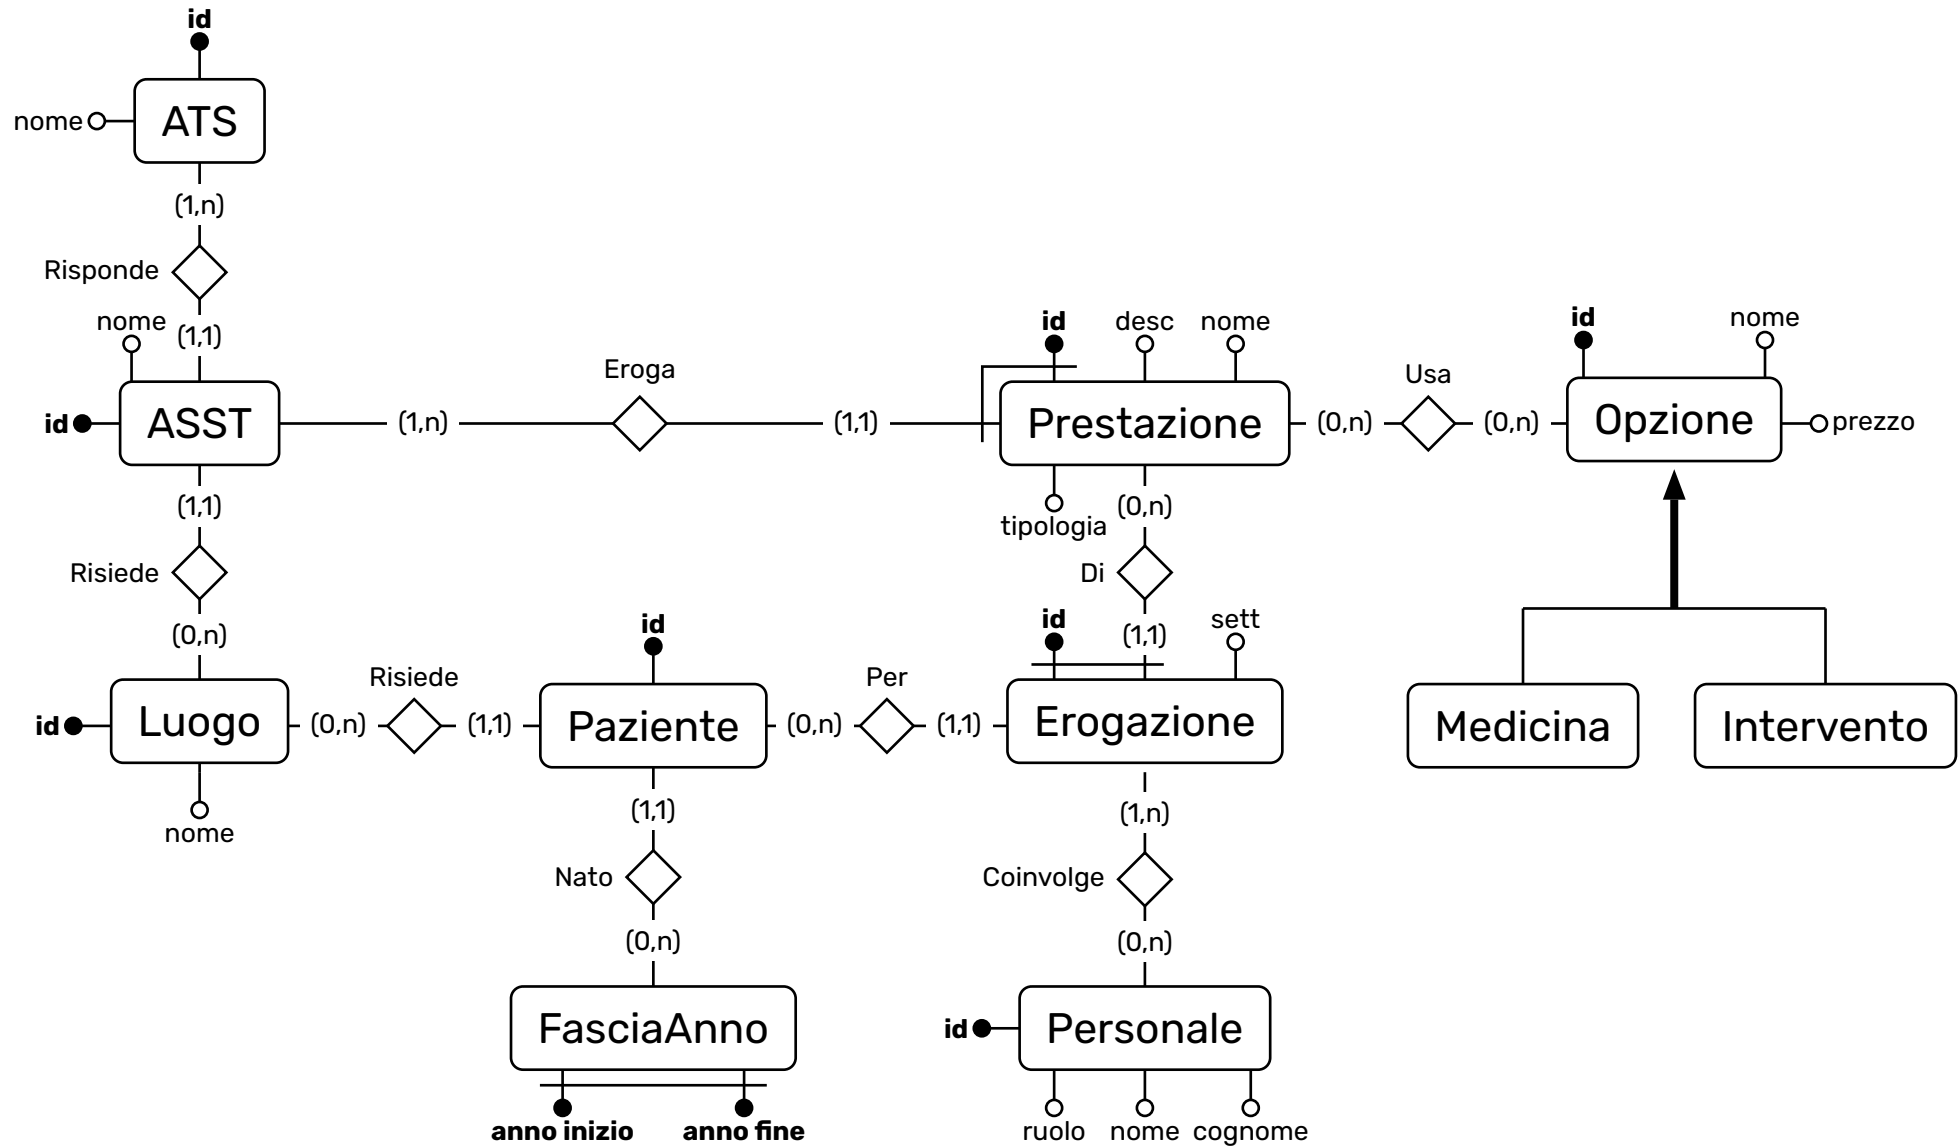 id
nome
ATS
(1,n)
Risponde
nome
(1,1)
id
ASST
(1,n)
Eroga
(1,1)
id
desc
nome
Prestazione
tipologia
(0,n)
Usa
(0,n)
id
nome
Opzione
prezzo
(1,1)
Risiede
(0,n)
(0,n)
Di
(1,1)
id
Luogo
nome
(0,n)
Risiede
(1,1)
id
Paziente
(0,n)
Per
(1,1)
id
sett
Erogazione
Medicina
Intervento
(1,1)
Nato
(0,n)
FasciaAnno
anno inizio
anno fine
(1,n)
Coinvolge
(0,n)
id
Personale
ruolo
nome
cognome